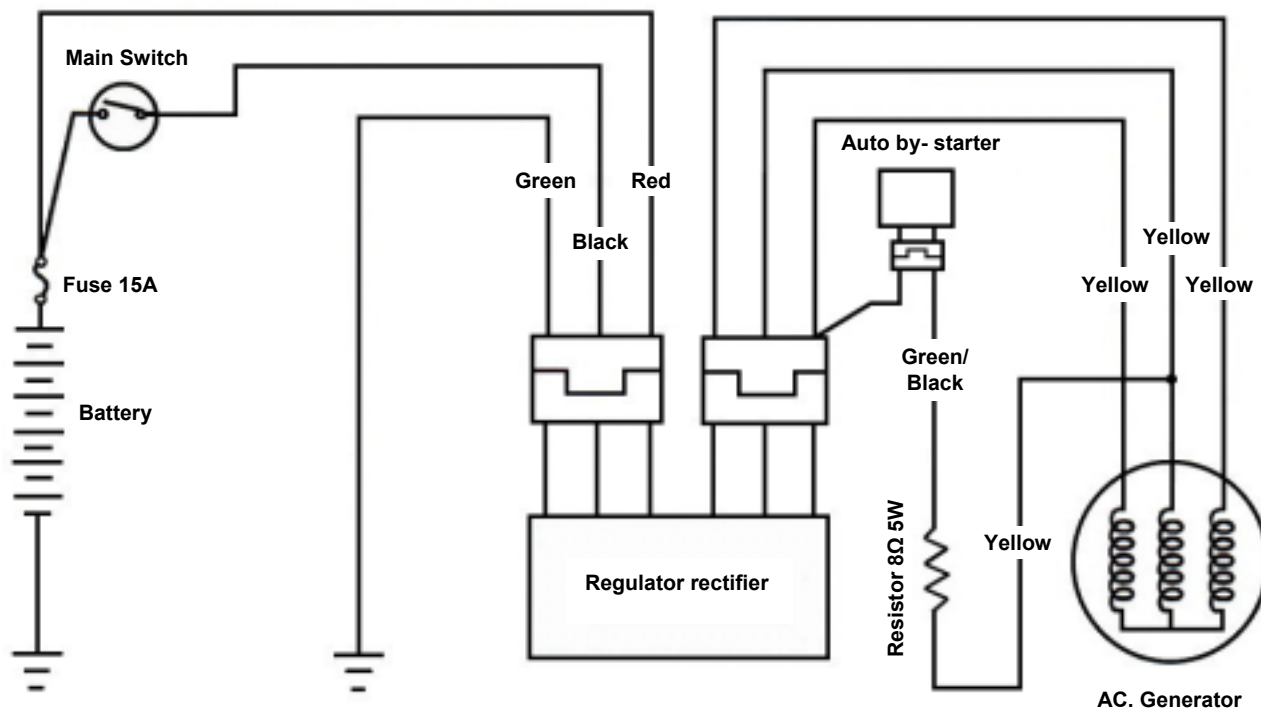 Main Switch
Auto by- starter
Green
Red
Black
Yellow
Yellow
Yellow
Fuse 15A
Green/
Black
Battery
Resistor 8Ω 5W
Yellow
Regulator rectifier
AC. Generator